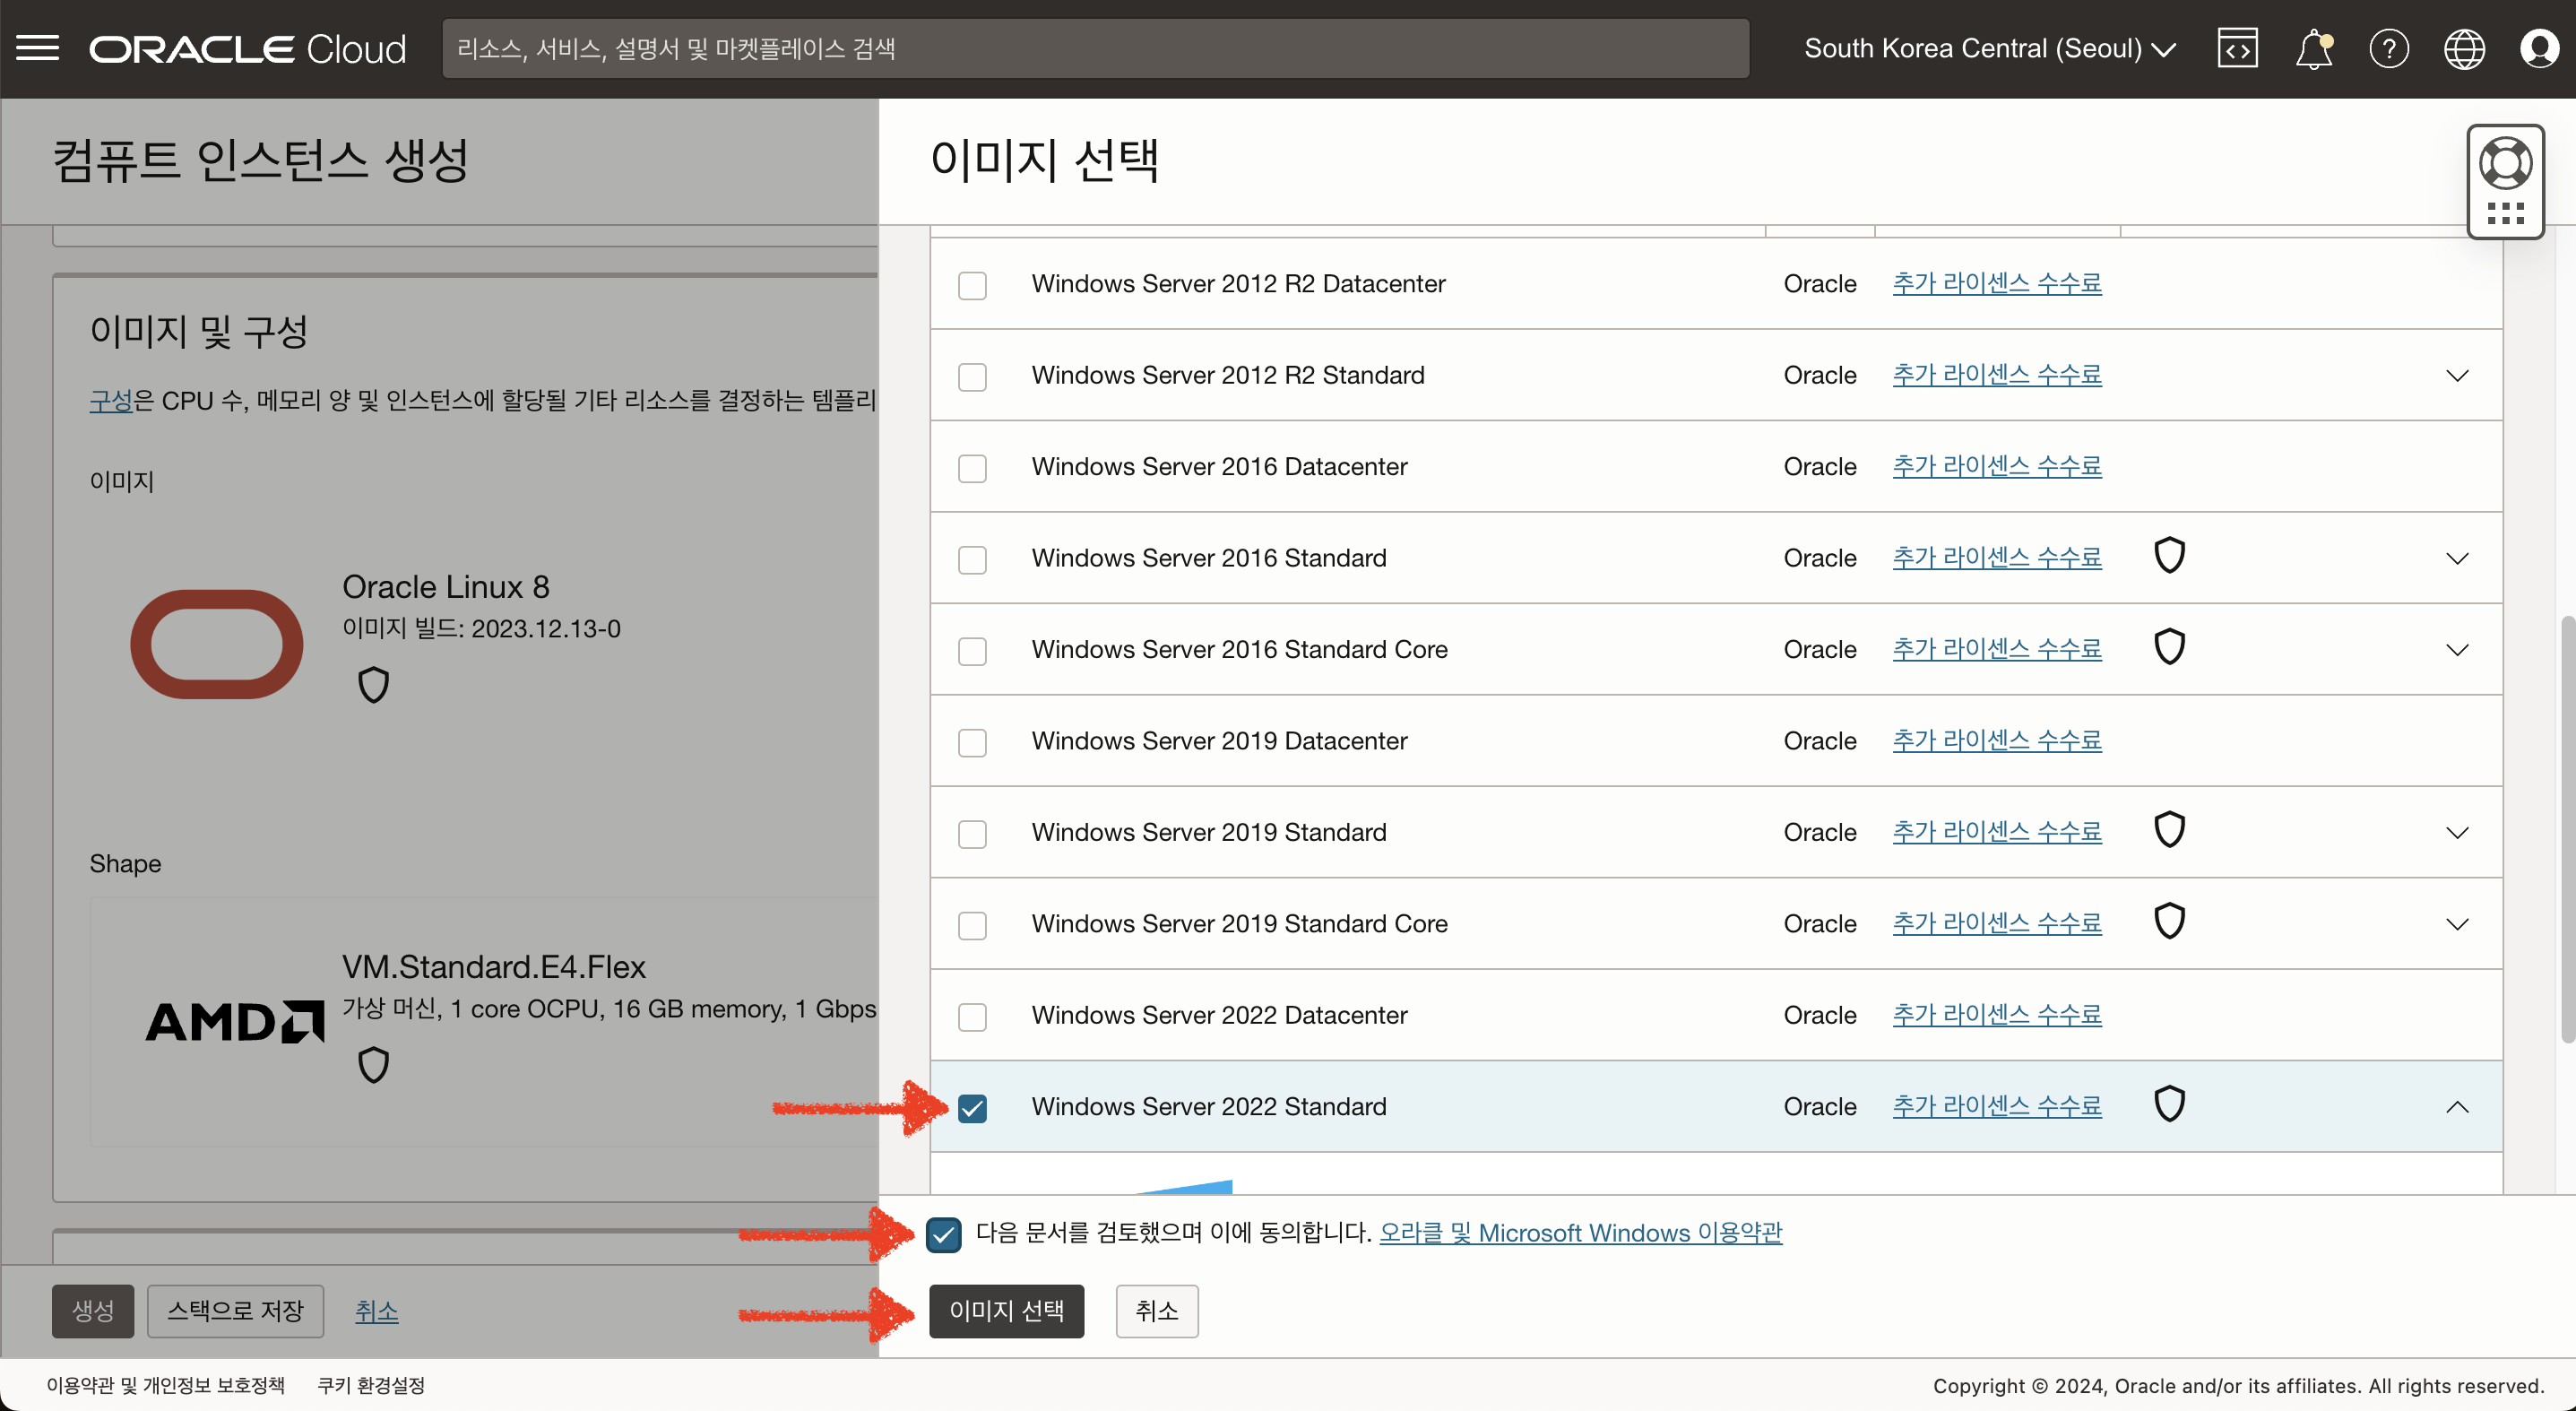 ORACLE Cloud
리소스, 서비스, 설명서 및 마켓플레이스 검색
South Korea Central (Seoul)
컴퓨트 인스턴스 생성
이미지 및 구성
구성은 CPU 수, 메모리 양 및 인스턴스에 할당될 기타 리소스를 결정하는 템플리
이미지
Oracle Linux 8
이미지 빌드: 2023.12.13-0
Shape
AMD
VM.Standard.E4.Flex
가상 머신, 1 core OCPU, 16 GB memory, 1 Gbps
생성
스택으로 저장
취소
이미지 선택
Windows Server 2012 R2 Datacenter Oracle 추가 라이센스 수수료
Windows Server 2012 R2 Standard Oracle 추가 라이센스 수수료
Windows Server 2016 Datacenter Oracle 추가 라이센스 수수료
Windows Server 2016 Standard Oracle 추가 라이센스 수수료
Windows Server 2016 Standard Core Oracle 추가 라이센스 수수료
Windows Server 2019 Datacenter Oracle 추가 라이센스 수수료
Windows Server 2019 Standard Oracle 추가 라이센스 수수료
Windows Server 2019 Standard Core Oracle 추가 라이센스 수수료
Windows Server 2022 Datacenter Oracle 추가 라이센스 수수료
Windows Server 2022 Standard Oracle 추가 라이센스 수수료
다음 문서를 검토했으며 이에 동의합니다. 오라클 및 Microsoft Windows 이용약관
이미지 선택
취소
이용약관 및 개인정보 보호정책 쿠키 환경설정
Copyright © 2024, Oracle and/or its affiliates. All rights reserved.